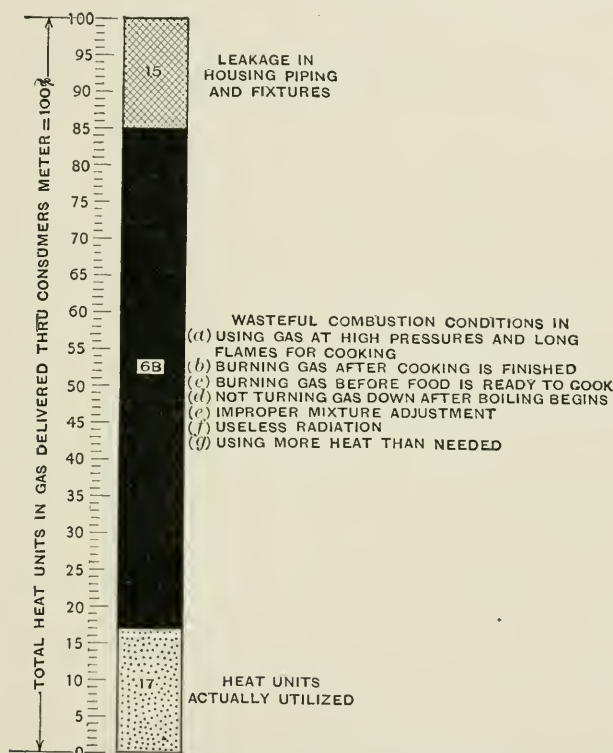 TOTAL HEAT UNITS IN GAS DELIVERED THRU CONSUMERS METER = 100%
100
95
90
85
80
75
70
65
60
55
50
45
40
35
30
25
20
15
10
5
0
15
LEAKAGE IN
HOUSING PIPING
AND FIXTURES
6B
WASTEFUL COMBUSTION CONDITIONS IN
(a) USING GAS AT HIGH PRESSURES AND LONG
FLAMES FOR COOKING
(b) BURNING GAS AFTER COOKING IS FINISHED
(c) BURNING GAS BEFORE FOOD IS READY TO COOK
(d) NOT TURNING GAS DOWN AFTER BOILING BEGINS
(e) IMPROPER MIXTURE ADJUSTMENT
(f) USELESS RADIATION
(g) USING MORE HEAT THAN NEEDED
17
HEAT UNITS
ACTUALLY UTILIZED